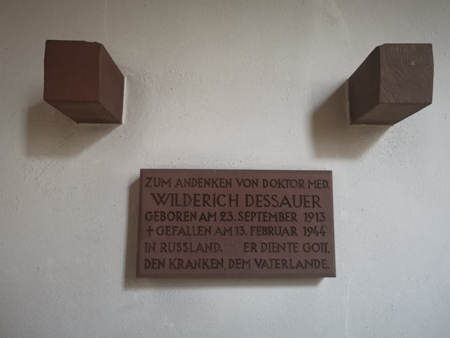 ZUM ANDENKEN VON DOKTOR MED.
WILDERICH DESSAUER
GEBOREN AM 23. SEPTEMBER 1913
+ GEFALLEN AM 13. FEBRUAR 1944
IN RUSSLAND. ER DIENTE GOTT,
DEN KRANKEN, DEM VATERLANDE.